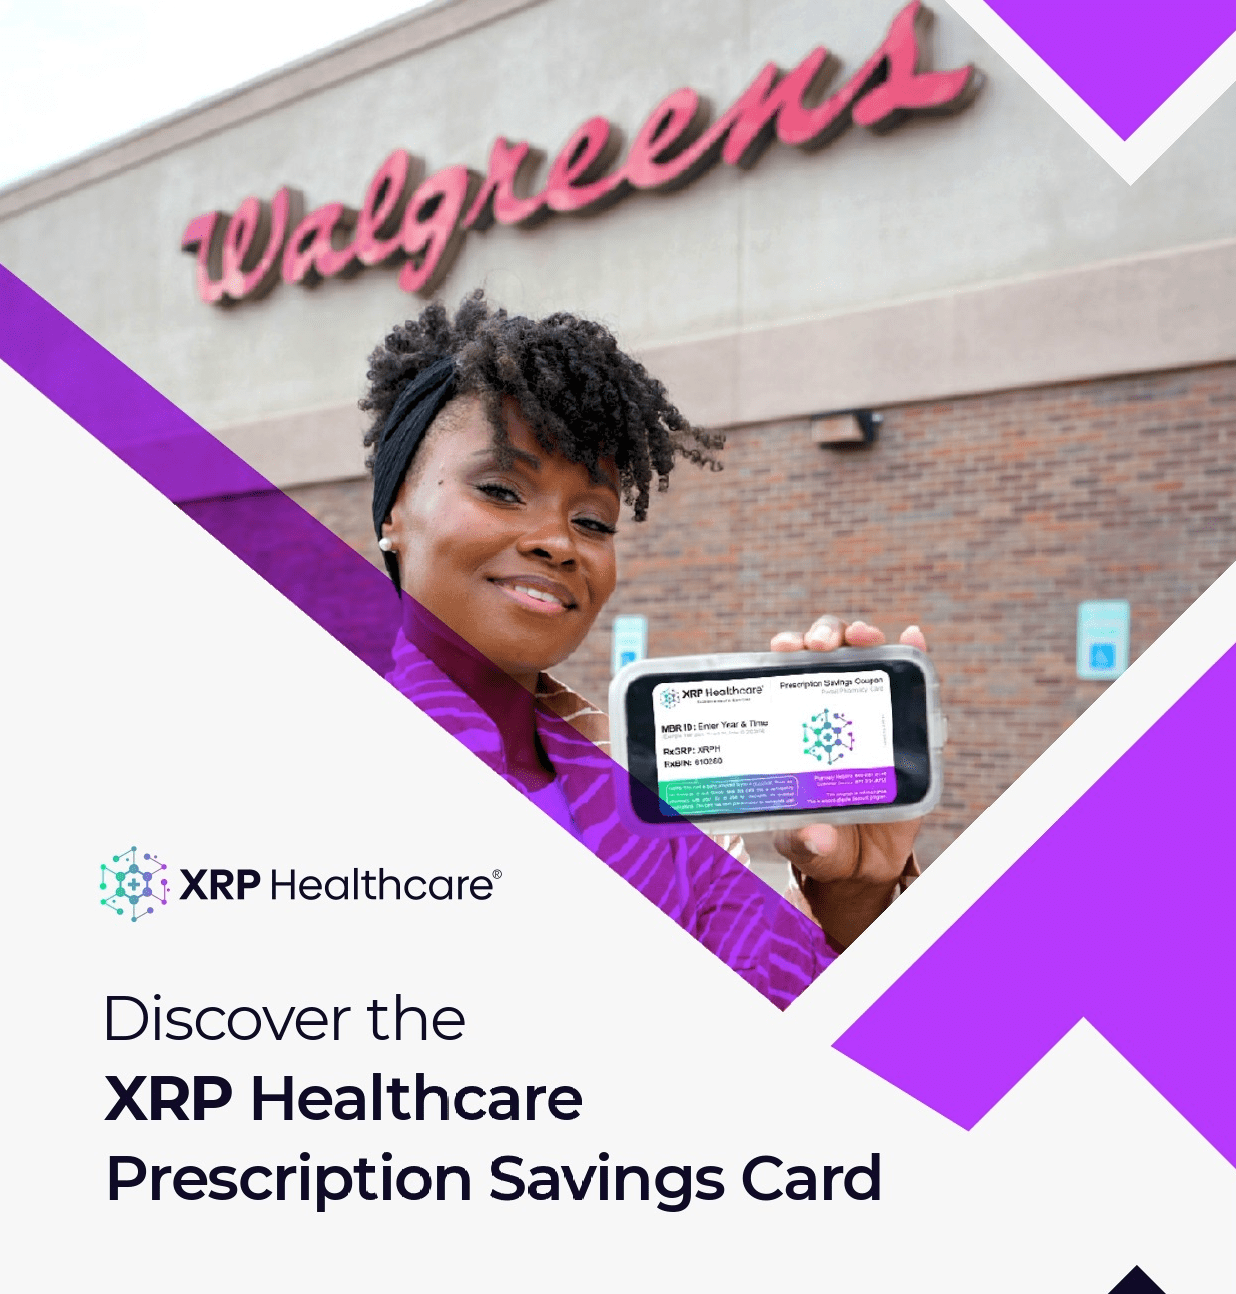 Walgreens
XRP Healthcare®
Prescription Savings Coupon
MBR ID: Enter Year & Time
RxGRP: XRPH
RxBIN: 610280
XRP Healthcare®
Discover the
XRP Healthcare
Prescription Savings Card